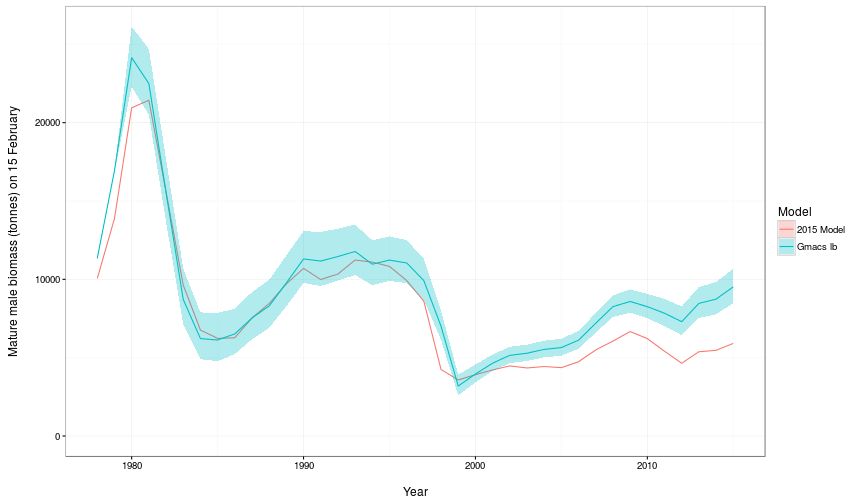 Mature male biomass (tonnes) on 15 February
20000
10000
0
1980
1990
2000
2010
Year
Model
2015 Model
Gmacs lb